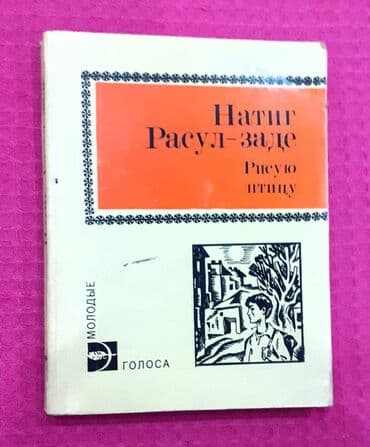 Натиг
Расул-заде
Рисую
птицу
МОЛОДЫЕ
ГОЛОСА